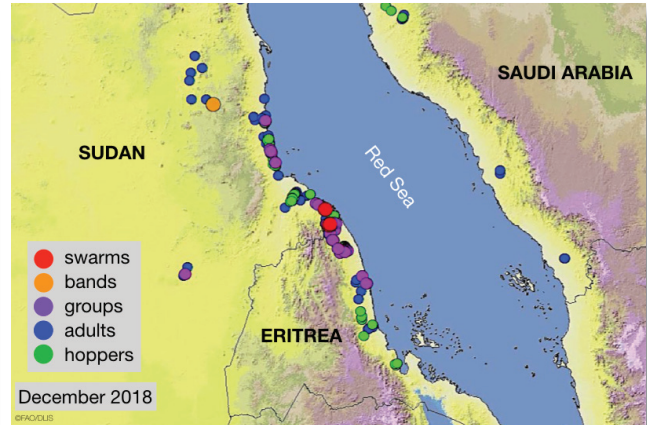 SAUDI ARABIA
SUDAN
Red Sea
swarms
bands
groups
adults
hoppers
ERITREA
December 2018
©FAO/DLIS